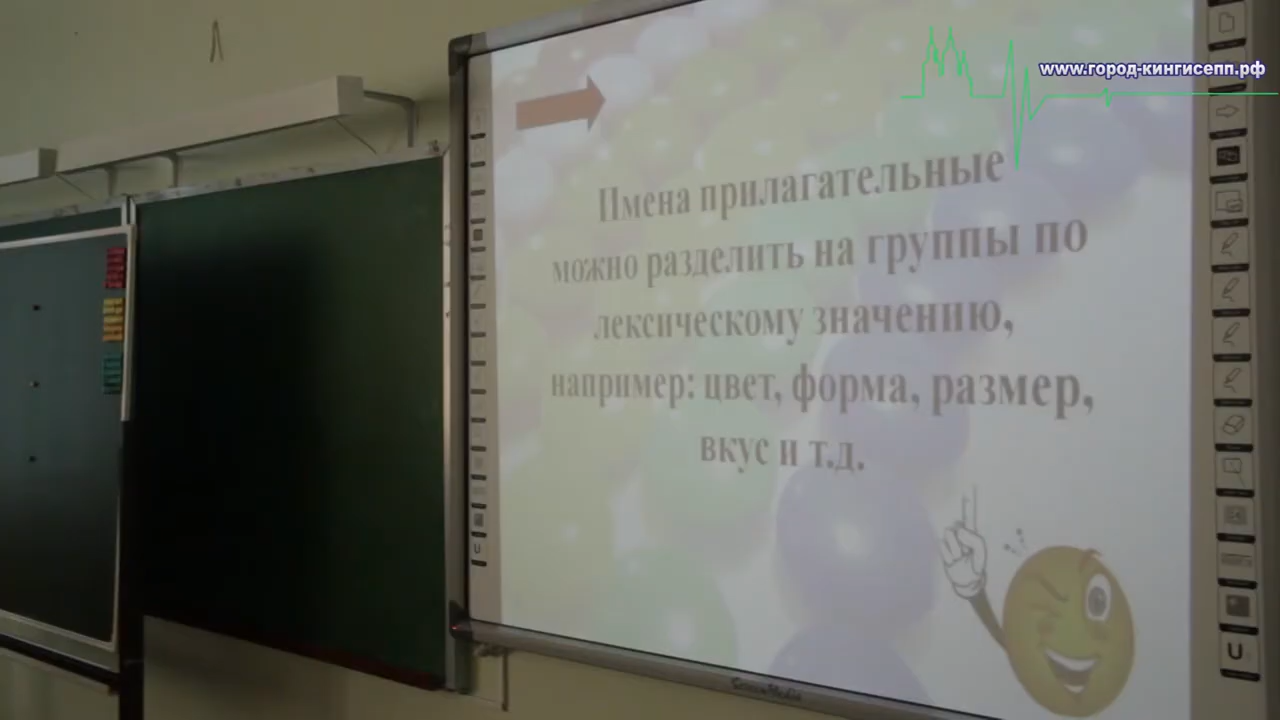 www.город-кингисепп.рф
Имена прилагательные
можно разделить на группы по
лексическому значению,
например: цвет, форма, размер,
вкус и т.д.